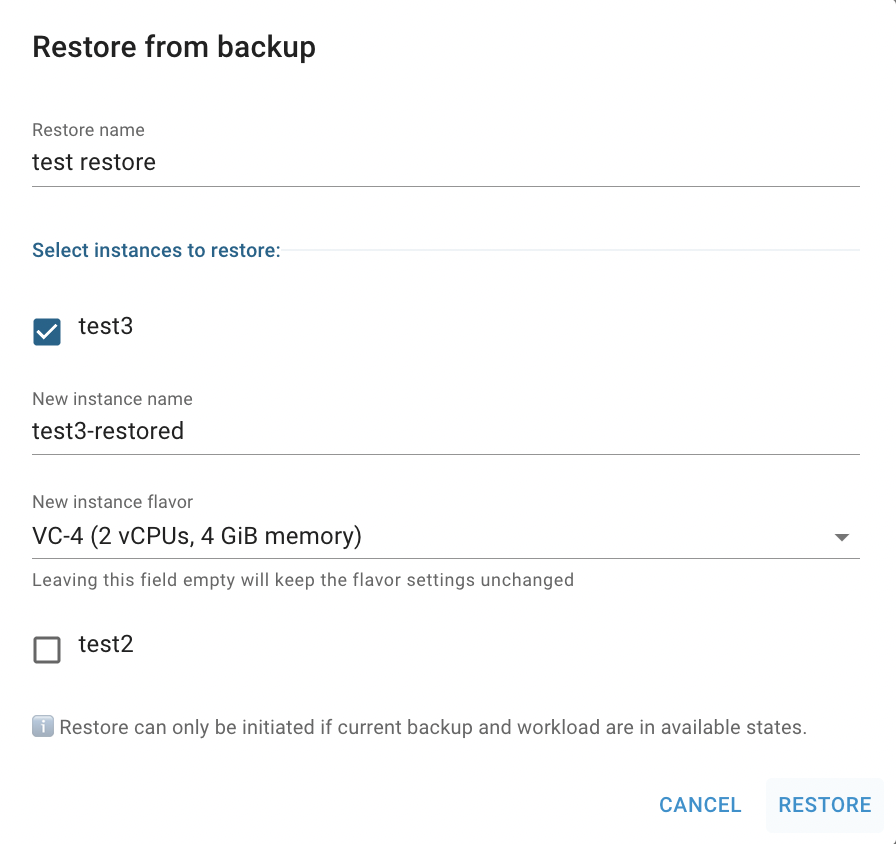 Restore from backup
Restore name
test restore
Select instances to restore:
test3
New instance name
test3-restored
New instance flavor
VC-4 (2 vCPUs, 4 GiB memory)
Leaving this field empty will keep the flavor settings unchanged
test2
i Restore can only be initiated if current backup and workload are in available states.
CANCEL RESTORE